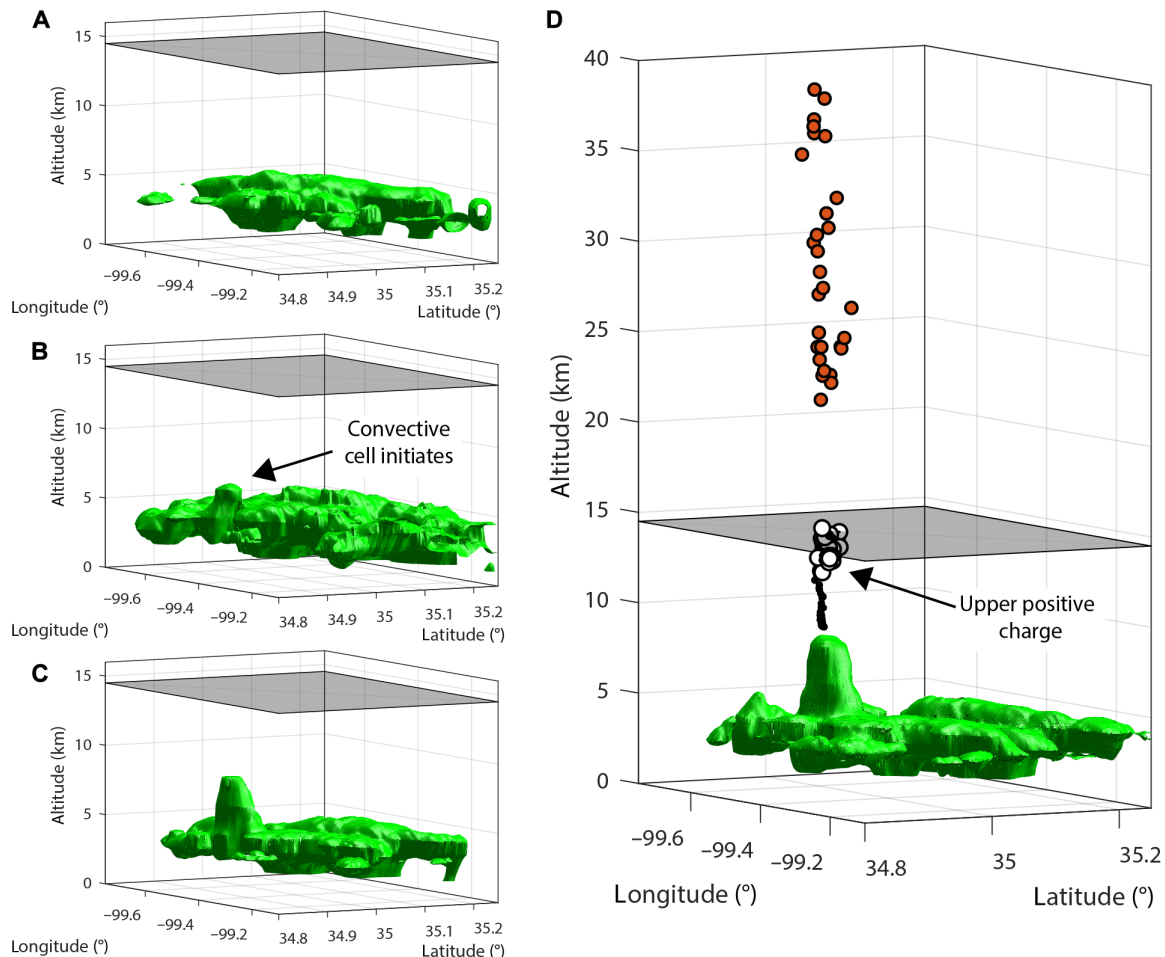 A
15
10
5
0
Altitude (km)
−99.6
−99.4
−99.2
34.8
34.9
35
35.1
35.2
Longitude (°)
Latitude (°)
B
15
10
5
0
Altitude (km)
Convective
cell initiates
−99.6
−99.4
−99.2
34.8
34.9
35
35.1
35.2
Longitude (°)
Latitude (°)
C
15
10
5
0
Altitude (km)
−99.6
−99.4
−99.2
34.8
34.9
35
35.1
35.2
Longitude (°)
Latitude (°)
D
40
35
30
25
20
15
10
5
0
Altitude (km)
Upper positive
charge
−99.6
−99.4
−99.2
34.8
35
35.2
Longitude (°)
Latitude (°)